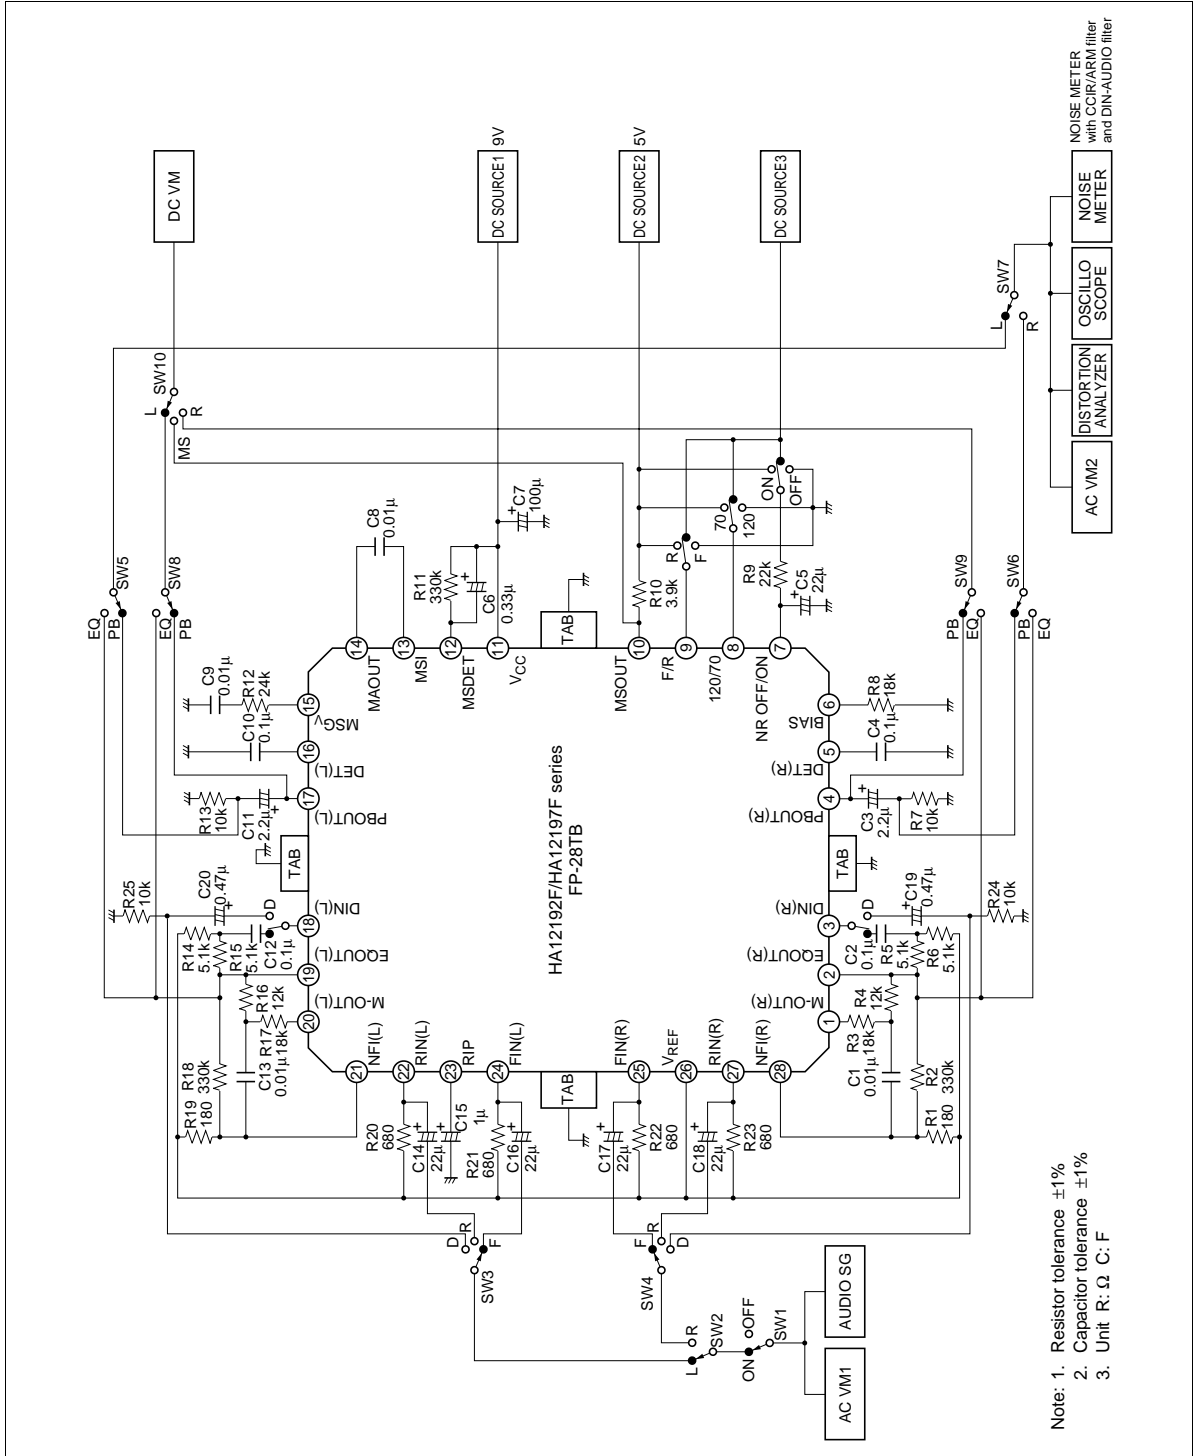 NOISE METER
with CCIR/ARM filter
and DIN-AUDIO filter
DC VM
DC SOURCE1
9V
DC SOURCE2
5V
DC SOURCE3
NOISE
METER
OSCILLO
SCOPE
DISTORTION
ANALYZER
AC VM2
SW7
L
R
SW10
L
R
MS
SW5
EQ
PB
SW8
EQ
PB
SW9
PB
EQ
SW6
PB
EQ
C8
0.01µ
R11
330k
C6
0.33µ
C7
100µ
R10
3.9k
R
F
70
120
ON
OFF
R9
22k
C5
22µ
TAB
14
13
12
11
10
9
8
7
MAOUT
MSI
MSDET
VCC
MSOUT
F/R
120/70
NR OFF/ON
C9
0.01µ
R12
24k
C10
0.1µ
R13
10k
C11
2.2µ
15
16
17
18
19
20
MSGV
DET(L)
PBOUT(L)
DIN(L)
EQOUT(L)
M-OUT(L)
TAB
R25
10k
C20
0.47µ
D
R14
5.1k
R15
5.1k
C12
0.1µ
R16
12k
R17
18k
C13
0.01µ
R18
330k
R19
180
HA12192F/HA12197F series
FP-28TB
6
5
4
3
2
1
BIAS
DET(R)
PBOUT(R)
DIN(R)
EQOUT(R)
M-OUT(R)
TAB
R8
18k
C4
0.1µ
C3
2.2µ
R7
10k
C19
0.47µ
R24
10k
D
C2
0.1µ
R5
5.1k
R6
5.1k
R4
12k
R3
18k
C1
0.01µ
R2
330k
R1
180
21
22
23
24
25
26
27
28
NFI(L)
RIN(L)
RIP
FIN(L)
FIN(R)
VREF
RIN(R)
NFI(R)
TAB
R20
680
C14
22µ
C15
1µ
R21
680
C16
22µ
C17
22µ
R22
680
C18
22µ
R23
680
D
R
F
SW3
F
R
D
SW4
R
L
SW2
OFF
ON
SW1
AC VM1
AUDIO SG
Note: 1. Resistor tolerance ±1%
2. Capacitor tolerance ±1%
3. Unit R: Ω C: F